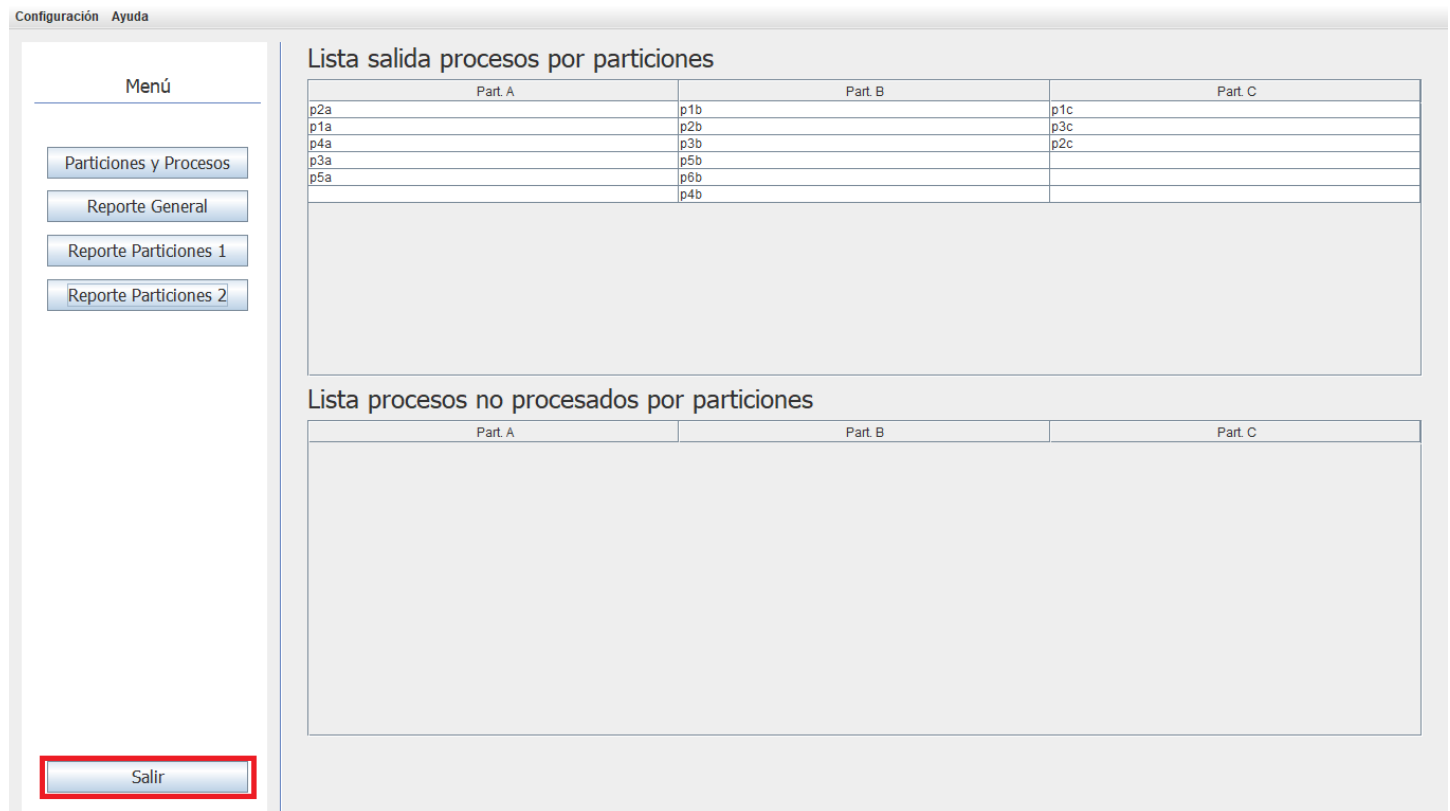 Configuración Ayuda
Menú
Particiones y Procesos
Reporte General
Reporte Particiones 1
Reporte Particiones 2
Salir
Lista salida procesos por particiones
Part. A Part. B Part. C
p2a p1b p1c
p1a p2b p3c
p4a p3b p2c
p3a p5b
p5a p6b
p4b
Lista procesos no procesados por particiones
Part. A Part. B Part. C